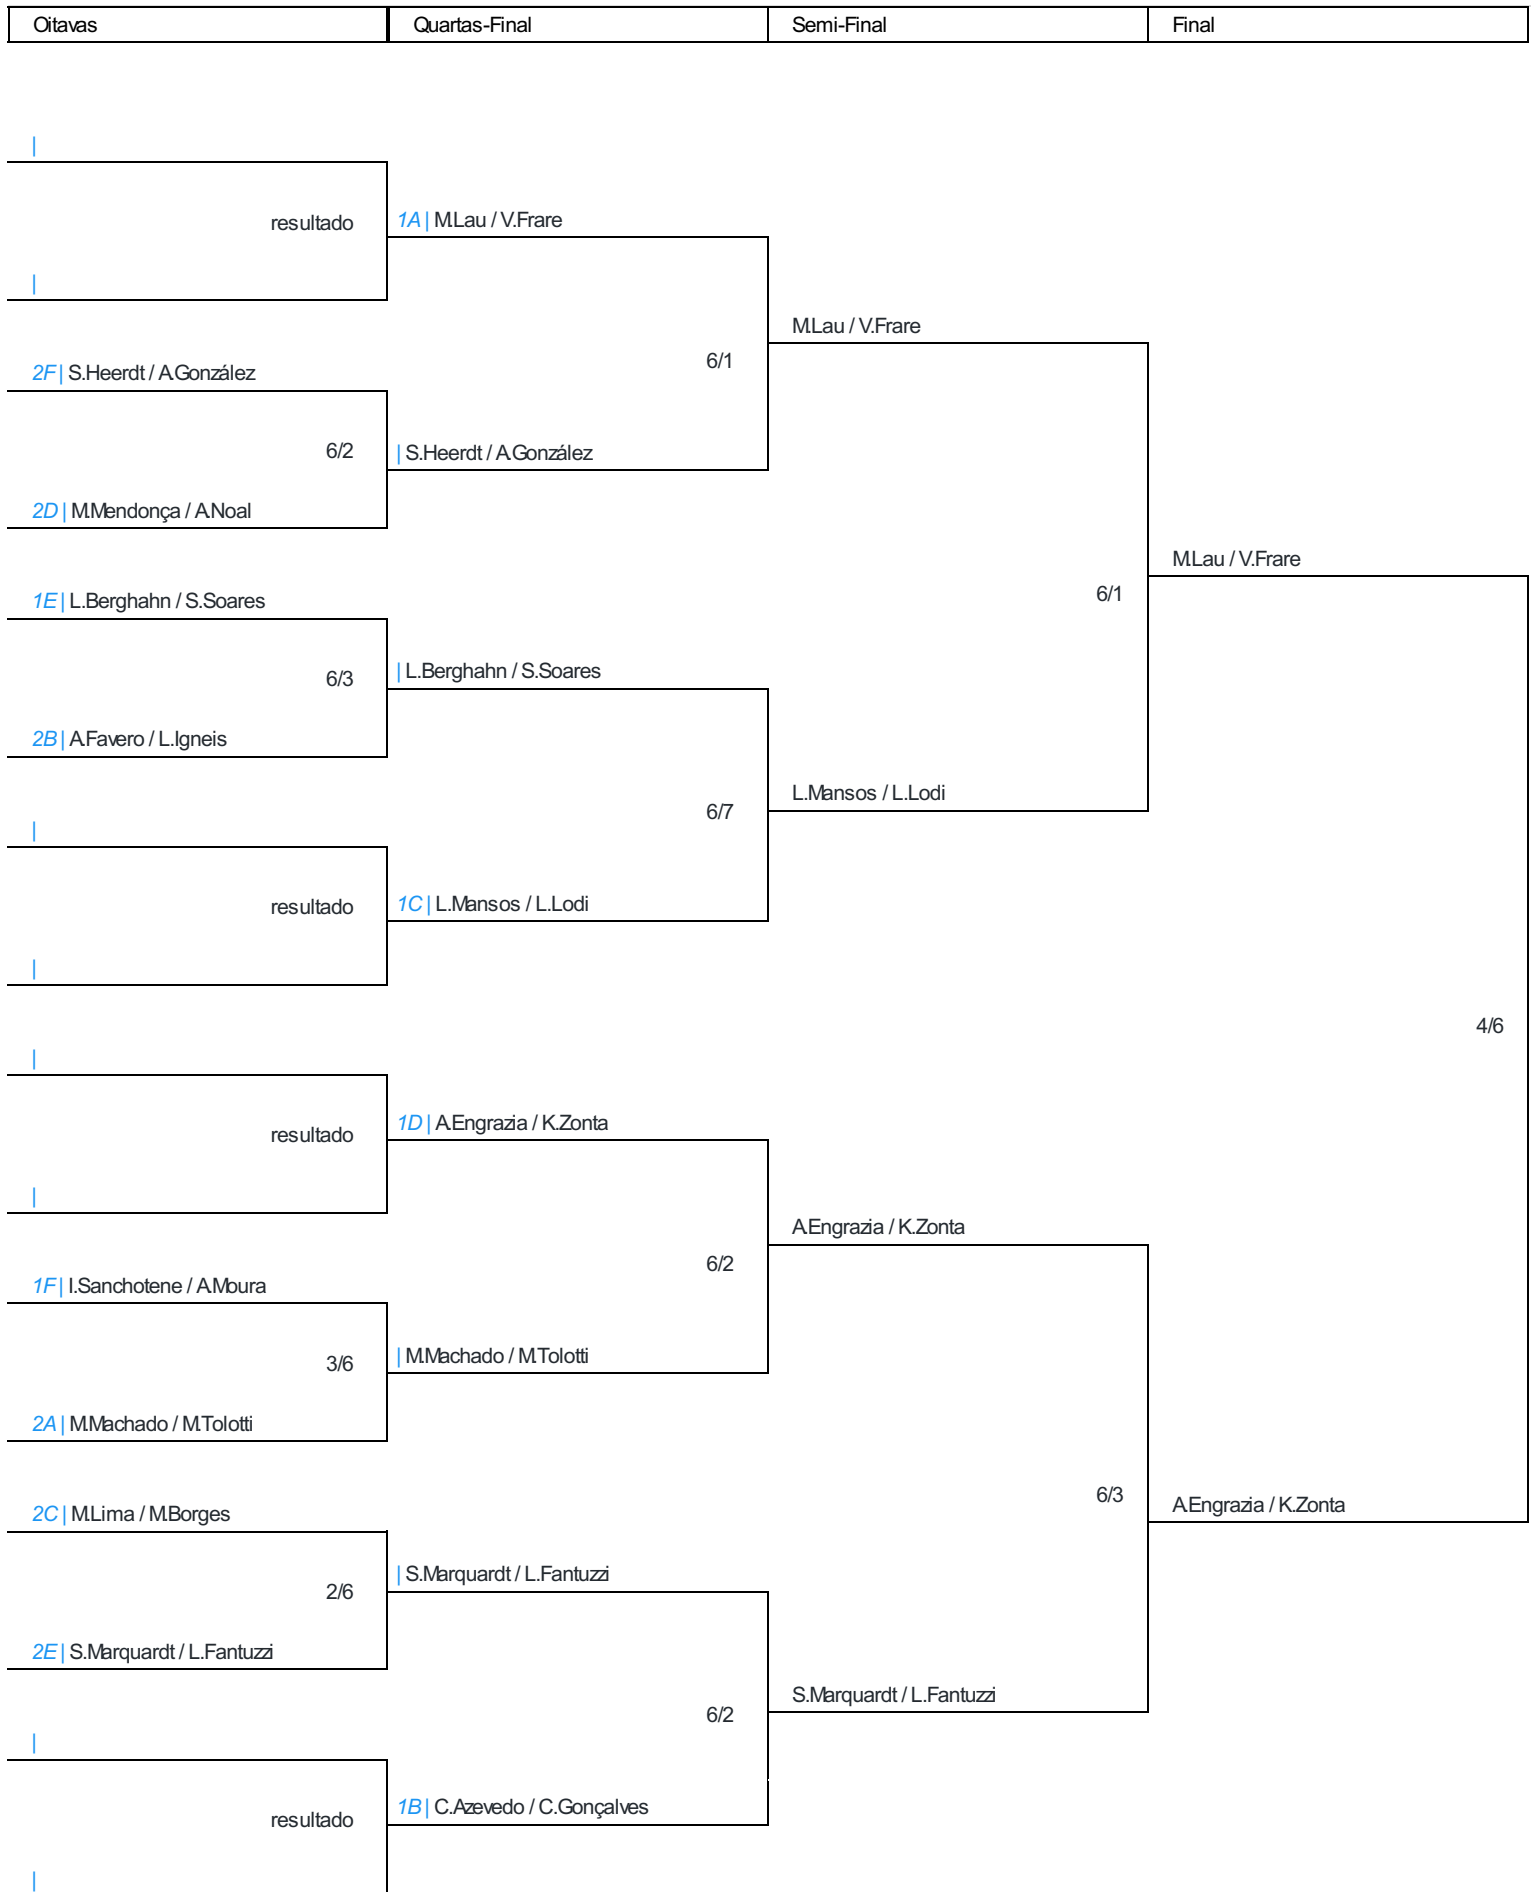 Oitavas Quartas-Final Semi-Final Final
|
resultado
1A | M.Lau / V.Frare
|
M.Lau / V.Frare
6/1
2F | S.Heerdt / A.González
6/2
| S.Heerdt / A.González
2D | M.Mendonça / A.Noal
M.Lau / V.Frare
6/1
1E | L.Berghahn / S.Soares
6/3
| L.Berghahn / S.Soares
2B | A.Favero / L.Igneis
L.Mansos / L.Lodi
6/7
|
resultado
1C | L.Mansos / L.Lodi
|
4/6
|
resultado
1D | A.Engrazia / K.Zonta
|
A.Engrazia / K.Zonta
6/2
1F | I.Sanchotene / A.Moura
3/6
| M.Machado / M.Tolotti
2A | M.Machado / M.Tolotti
6/3
A.Engrazia / K.Zonta
2C | M.Lima / M.Borges
2/6
| S.Marquardt / L.Fantuzzi
2E | S.Marquardt / L.Fantuzzi
S.Marquardt / L.Fantuzzi
6/2
|
resultado
1B | C.Azevedo / C.Gonçalves
|